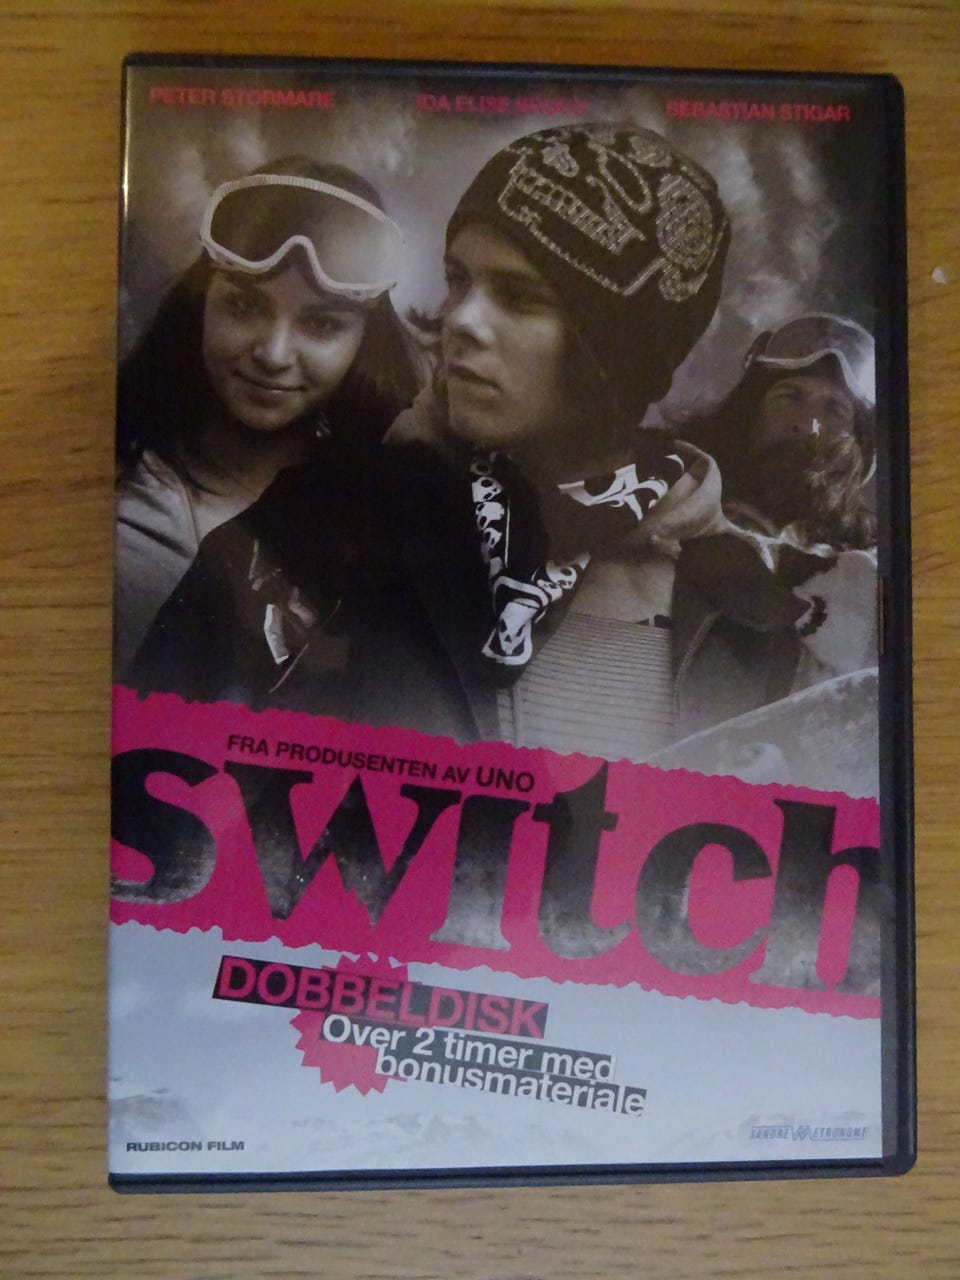 PETER STORMARE
IDA ELISE
SEBASTIAN STIGAR
FRA PRODUSENTEN AV UNO
switch
DOBBELDISK
Over 2 timer med
bonusmateriale
RUBICON FILM
SANDREW METRONOME